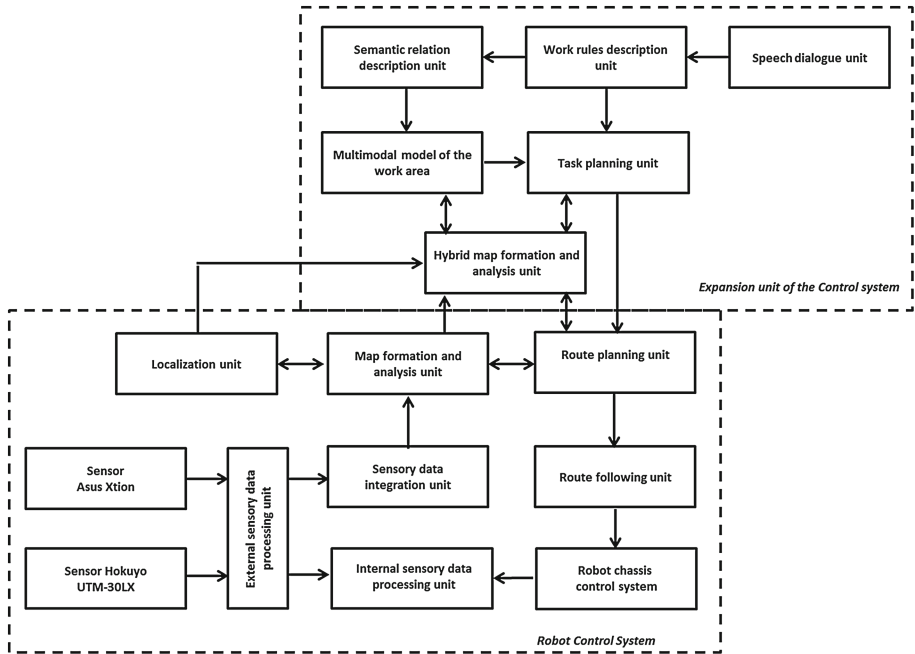 Semantic relation
description unit
Work rules description
unit
Speech dialogue unit
Multimodal model of the
work area
Task planning unit
Hybrid map formation and
analysis unit
Expansion unit of the Control system
Localization unit
Map formation and
analysis unit
Route planning unit
Sensor
Asus Xtion
External sensory data
processing unit
Sensory data
integration unit
Route following unit
Sensor Hokuyo
UTM-30LX
Internal sensory data
processing unit
Robot chassis
control system
Robot Control System